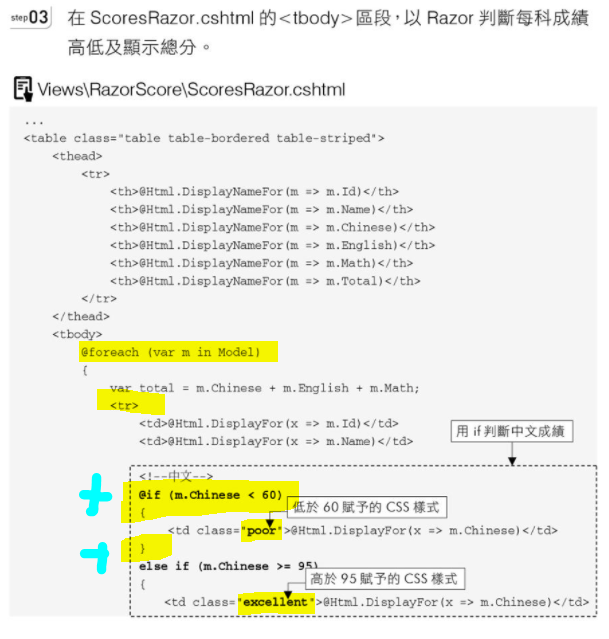 step03 在 ScoresRazor.cshtml 的<tbody>區段，以 Razor 判斷每科成績
高低及顯示總分。
Views\RazorScore\ScoresRazor.cshtml
...
<table class="table table-bordered table-striped">
<thead>
<tr>
<th>@Html.DisplayNameFor(m => m.Id)</th>
<th>@Html.DisplayNameFor(m => m.Name)</th>
<th>@Html.DisplayNameFor(m => m.Chinese)</th>
<th>@Html.DisplayNameFor(m => m.English)</th>
<th>@Html.DisplayNameFor(m => m.Math)</th>
<th>@Html.DisplayNameFor(m => m.Total)</th>
</tr>
</thead>
<tbody>
@foreach (var m in Model)
{
var total = m.Chinese + m.English + m.Math;
<tr>
<td>@Html.DisplayFor(x => m.Id)</td>
<td>@Html.DisplayFor(x => m.Name)</td>
用 if 判斷中文成績
<!--中文-->
@if (m.Chinese < 60)
{
低於 60 賦予的 CSS 樣式
<td class="poor">@Html.DisplayFor(x => m.Chinese)</td>
}
else if (m.Chinese >= 95)
{
高於 95 賦予的 CSS 樣式
<td class="excellent">@Html.DisplayFor(x => m.Chinese)</td>